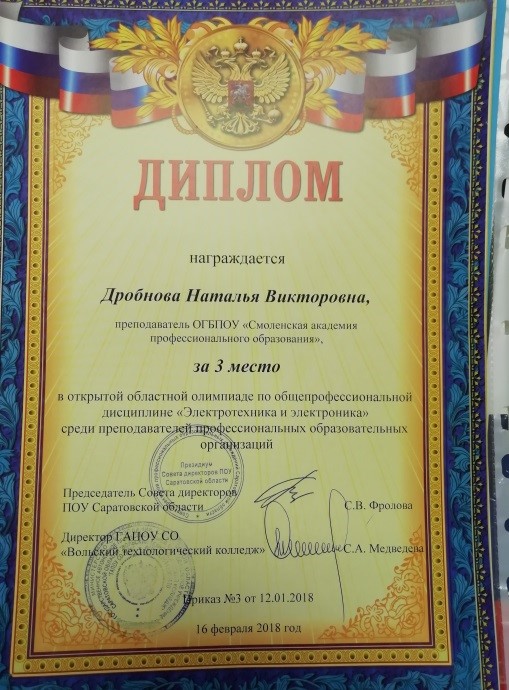 ДИПЛОМ
награждается
Дробнова Наталья Викторовна,
преподаватель ОГБПОУ «Смоленская академия
профессионального образования»,
за 3 место
в открытой областной олимпиаде по общепрофессиональной
дисциплине «Электротехника и электроника»
среди преподавателей профессиональных образовательных
организаций
Президиум
Совета директоров ПОУ
Саратовской области
Председатель Совета директоров
ПОУ Саратовской области
С.В. Фролова
Директор ГАПОУ СО
«Вольский технологический колледж»
С.А. Медведева
Приказ №3 от 12.01.2018
16 февраля 2018 год